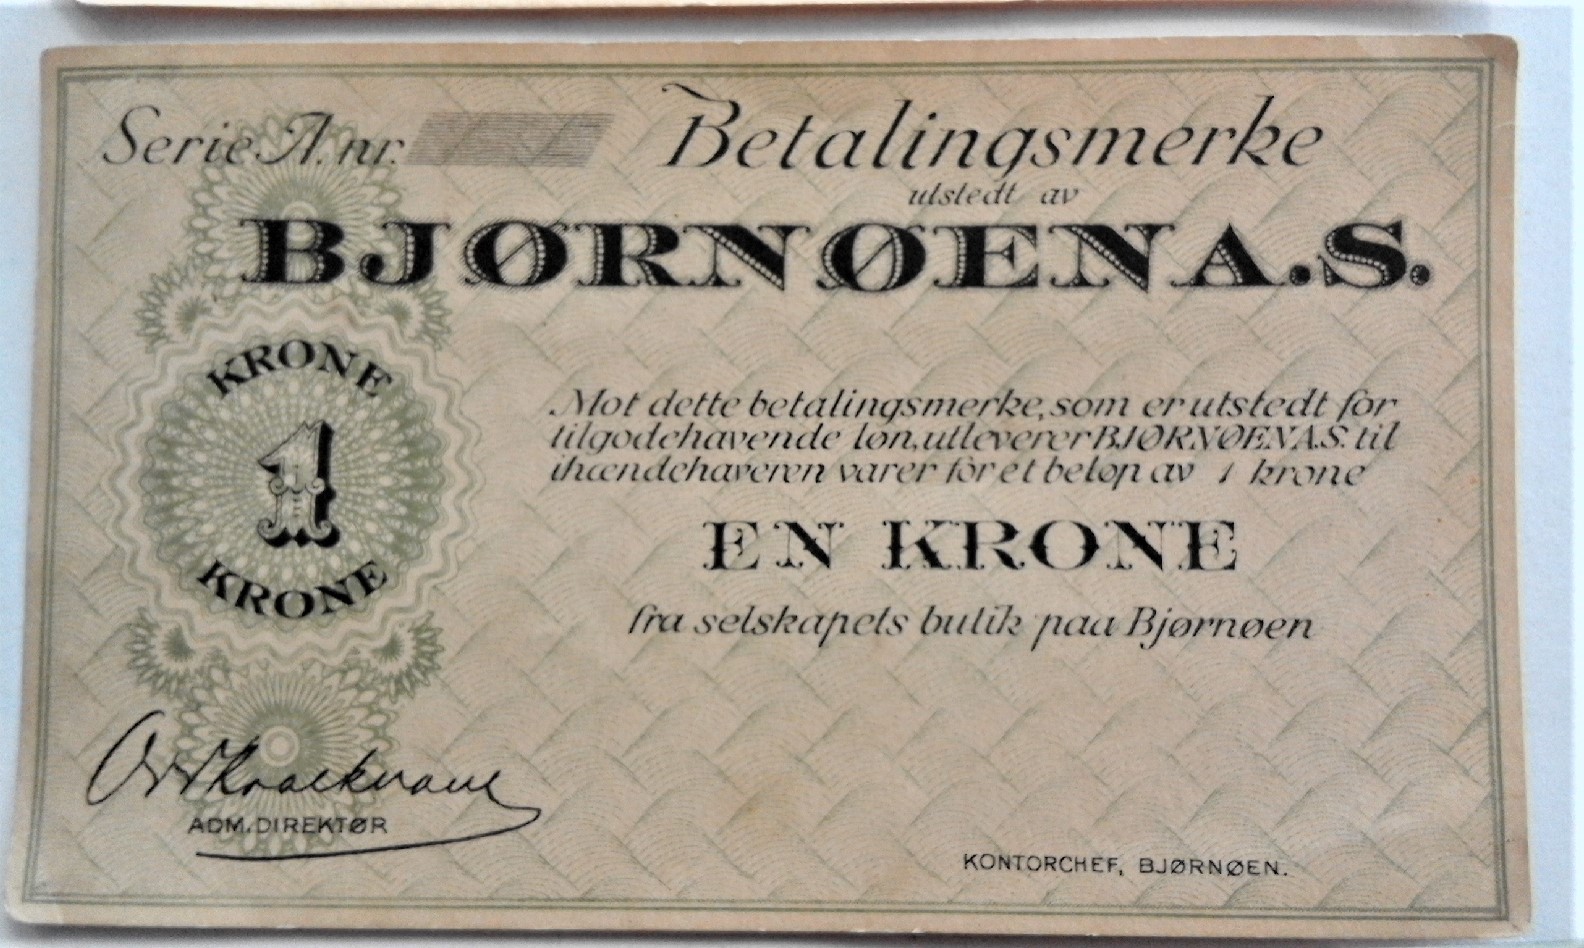 Serie A. nr.
Betalingsmerke
utstedt av
BJØRNØEN A.S.
KRONE
1
KRONE
Mot dette betalingsmerke, som er utstedt for
tilgodehavende løn, utleverer BJØRNØEN A.S. til
ihændehaveren varer for et beløp av 1 krone
EN KRONE
fra selskapets butik paa Bjørnøen
ADM. DIREKTØR
KONTORCHEF, BJØRNØEN.